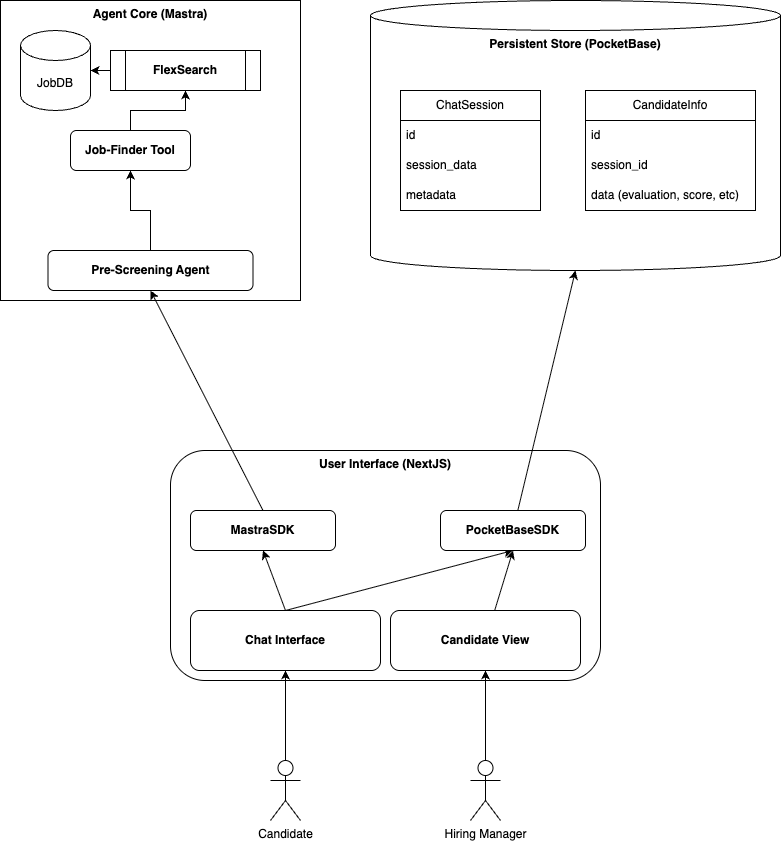 Agent Core (Mastra)
JobDB
FlexSearch
Job-Finder Tool
Pre-Screening Agent
Persistent Store (PocketBase)
ChatSession
id
session_data
metadata
CandidateInfo
id
session_id
data (evaluation, score, etc)
User Interface (NextJS)
MastraSDK
PocketBaseSDK
Chat Interface
Candidate View
Candidate
Hiring Manager